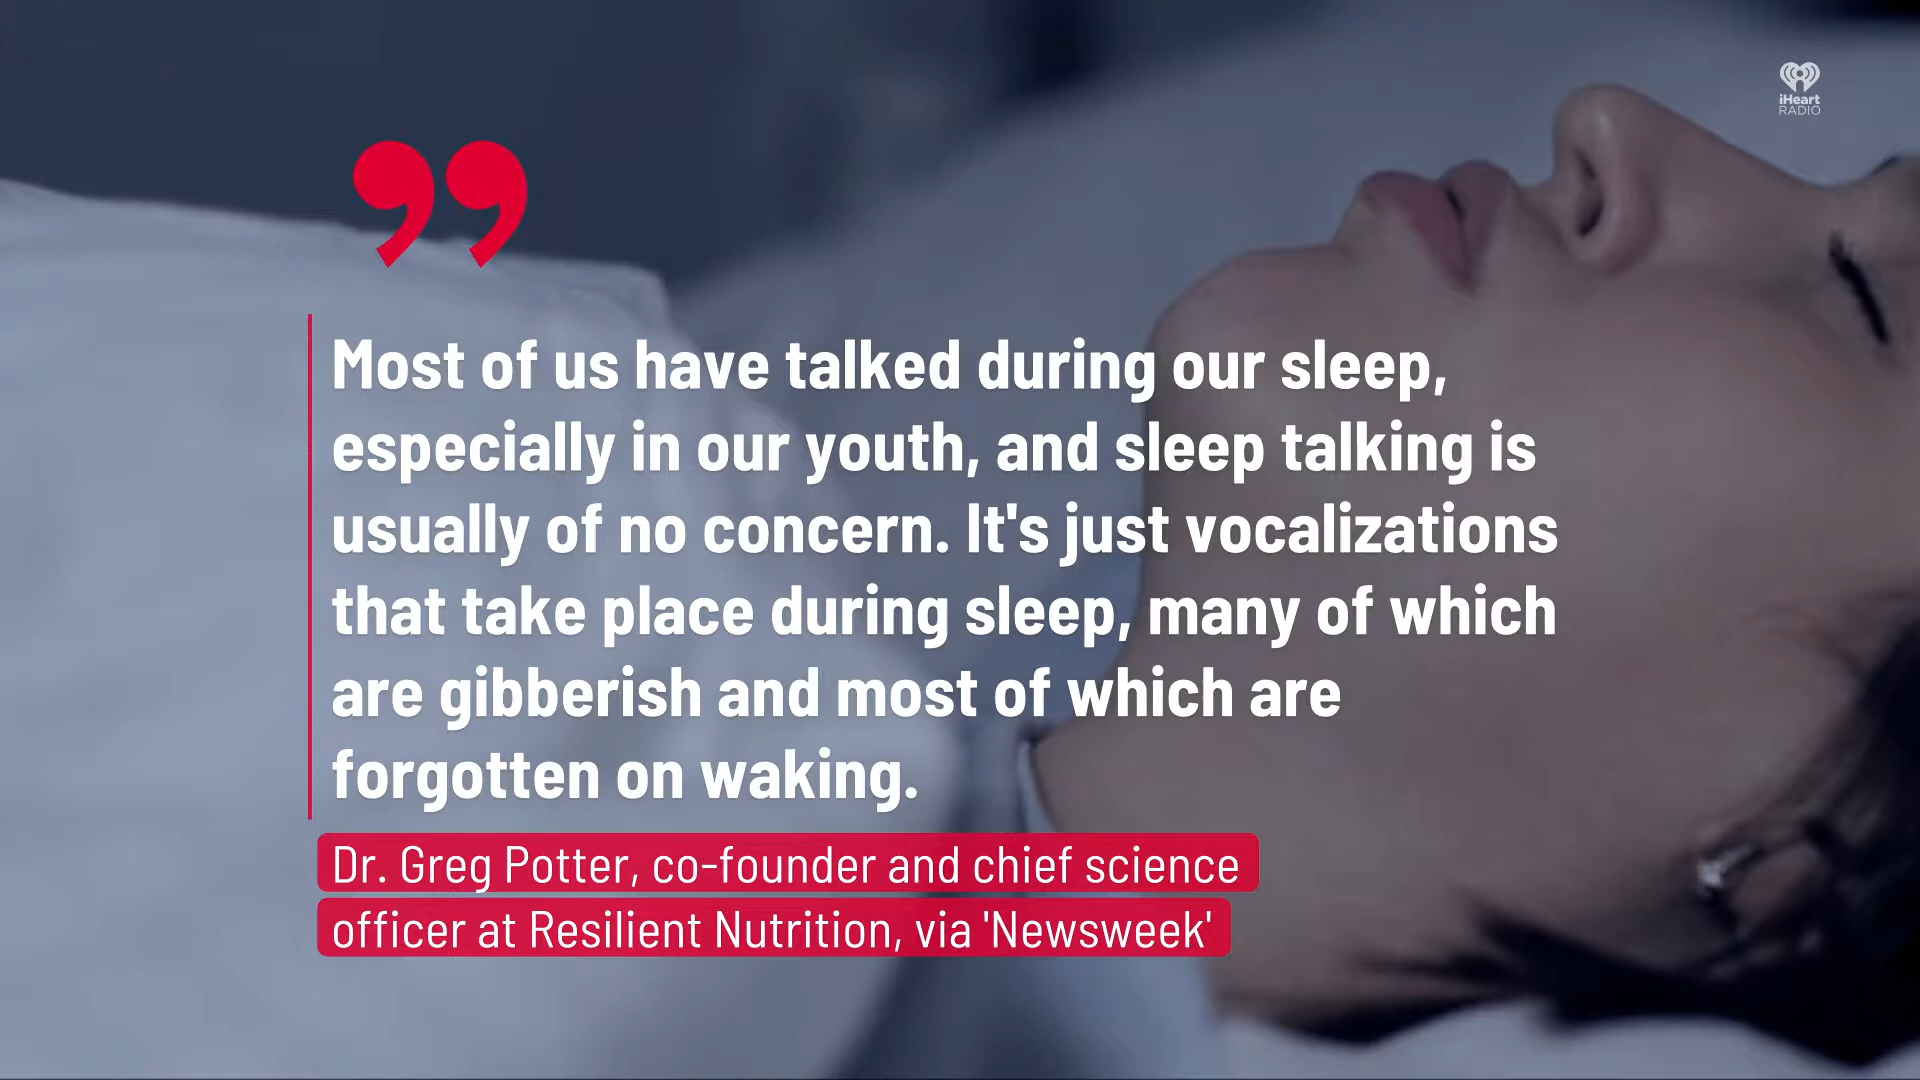 iHeart
RADIO
Most of us have talked during our sleep,
especially in our youth, and sleep talking is
usually of no concern. It's just vocalizations
that take place during sleep, many of which
are gibberish and most of which are
forgotten on waking.
Dr. Greg Potter, co-founder and chief science
officer at Resilient Nutrition, via 'Newsweek'